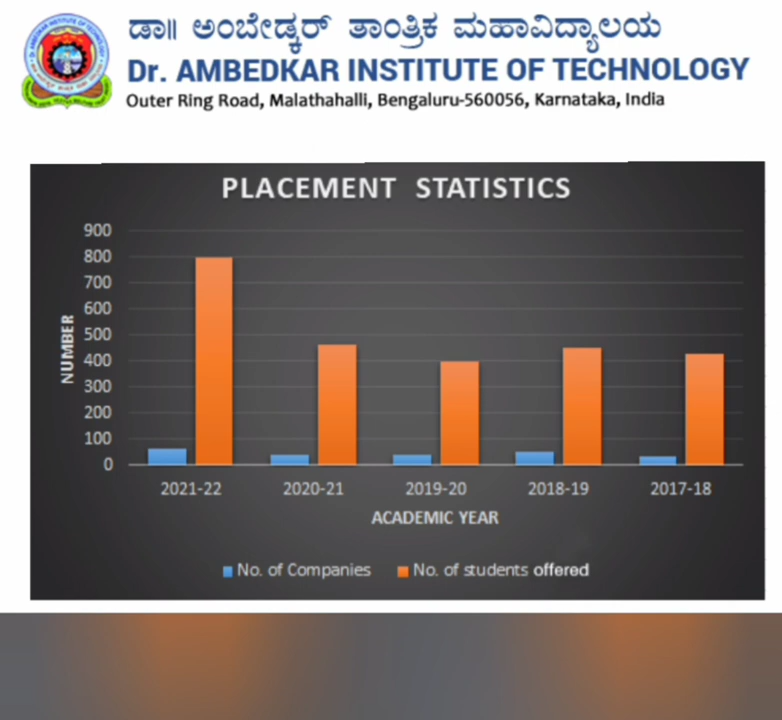 ಡಾ|| ಅಂಬೇಡ್ಕರ್ ತಾಂತ್ರಿಕ ಮಹಾವಿದ್ಯಾಲಯ
Dr. AMBEDKAR INSTITUTE OF TECHNOLOGY
Outer Ring Road, Malathahalli, Bengaluru-560056, Karnataka, India
PLACEMENT STATISTICS
NUMBER
900
800
700
600
500
400
300
200
100
0
2021-22 2020-21 2019-20 2018-19 2017-18
ACADEMIC YEAR
No. of Companies No. of students offered